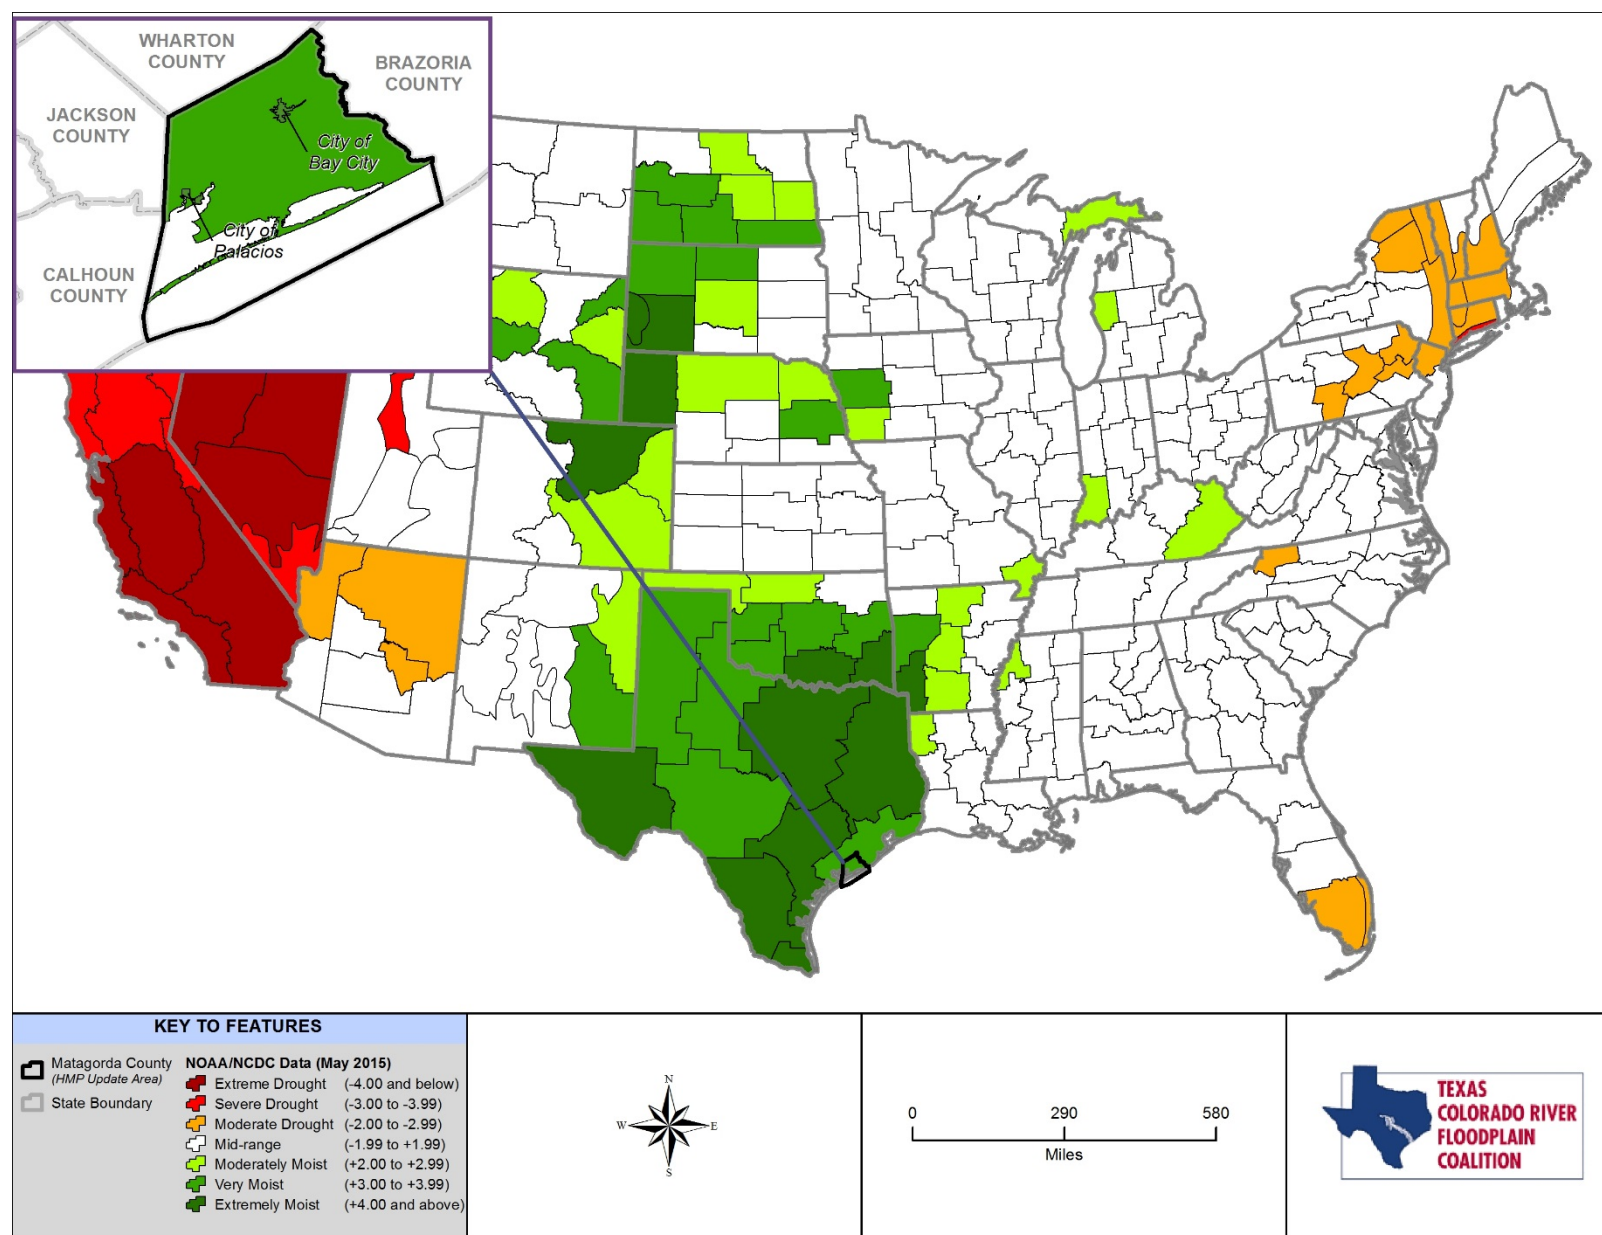 WHARTON
COUNTY
BRAZORIA
COUNTY
JACKSON
COUNTY
City of
Bay City
City of
Palacios
CALHOUN
COUNTY
KEY TO FEATURES
Matagorda County
(HMP Update Area)
State Boundary
NOAA/NCDC Data (May 2015)
Extreme Drought (-4.00 and below)
Severe Drought (-3.00 to -3.99)
Moderate Drought (-2.00 to -2.99)
Mid-range (-1.99 to +1.99)
Moderately Moist (+2.00 to +2.99)
Very Moist (+3.00 to +3.99)
Extremely Moist (+4.00 and above)
N
W E
S
0 290 580
Miles
TEXAS
COLORADO RIVER
FLOODPLAIN
COALITION